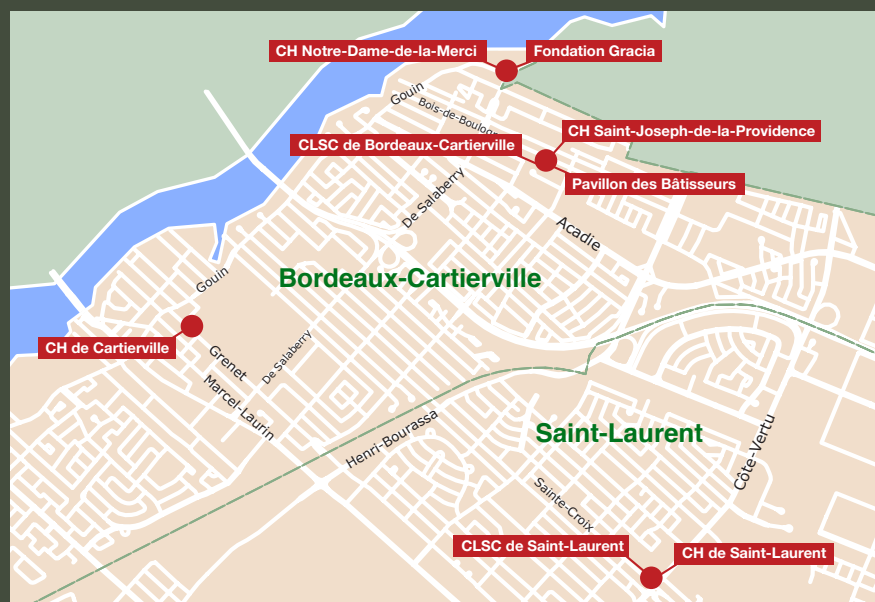 CH Notre-Dame-de-la-Merci
Fondation Gracia
Gouin
Bois-de-Boulogne
CH Saint-Joseph-de-la-Providence
CLSC de Bordeaux-Cartierville
Pavillon des Bâtisseurs
De Salaberry
Acadie
Gouin
Bordeaux-Cartierville
CH de Cartierville
Grenet
De Salaberry
Marcel-Laurin
Henri-Bourassa
Saint-Laurent
Côte-Vertu
Sainte-Croix
CLSC de Saint-Laurent
CH de Saint-Laurent